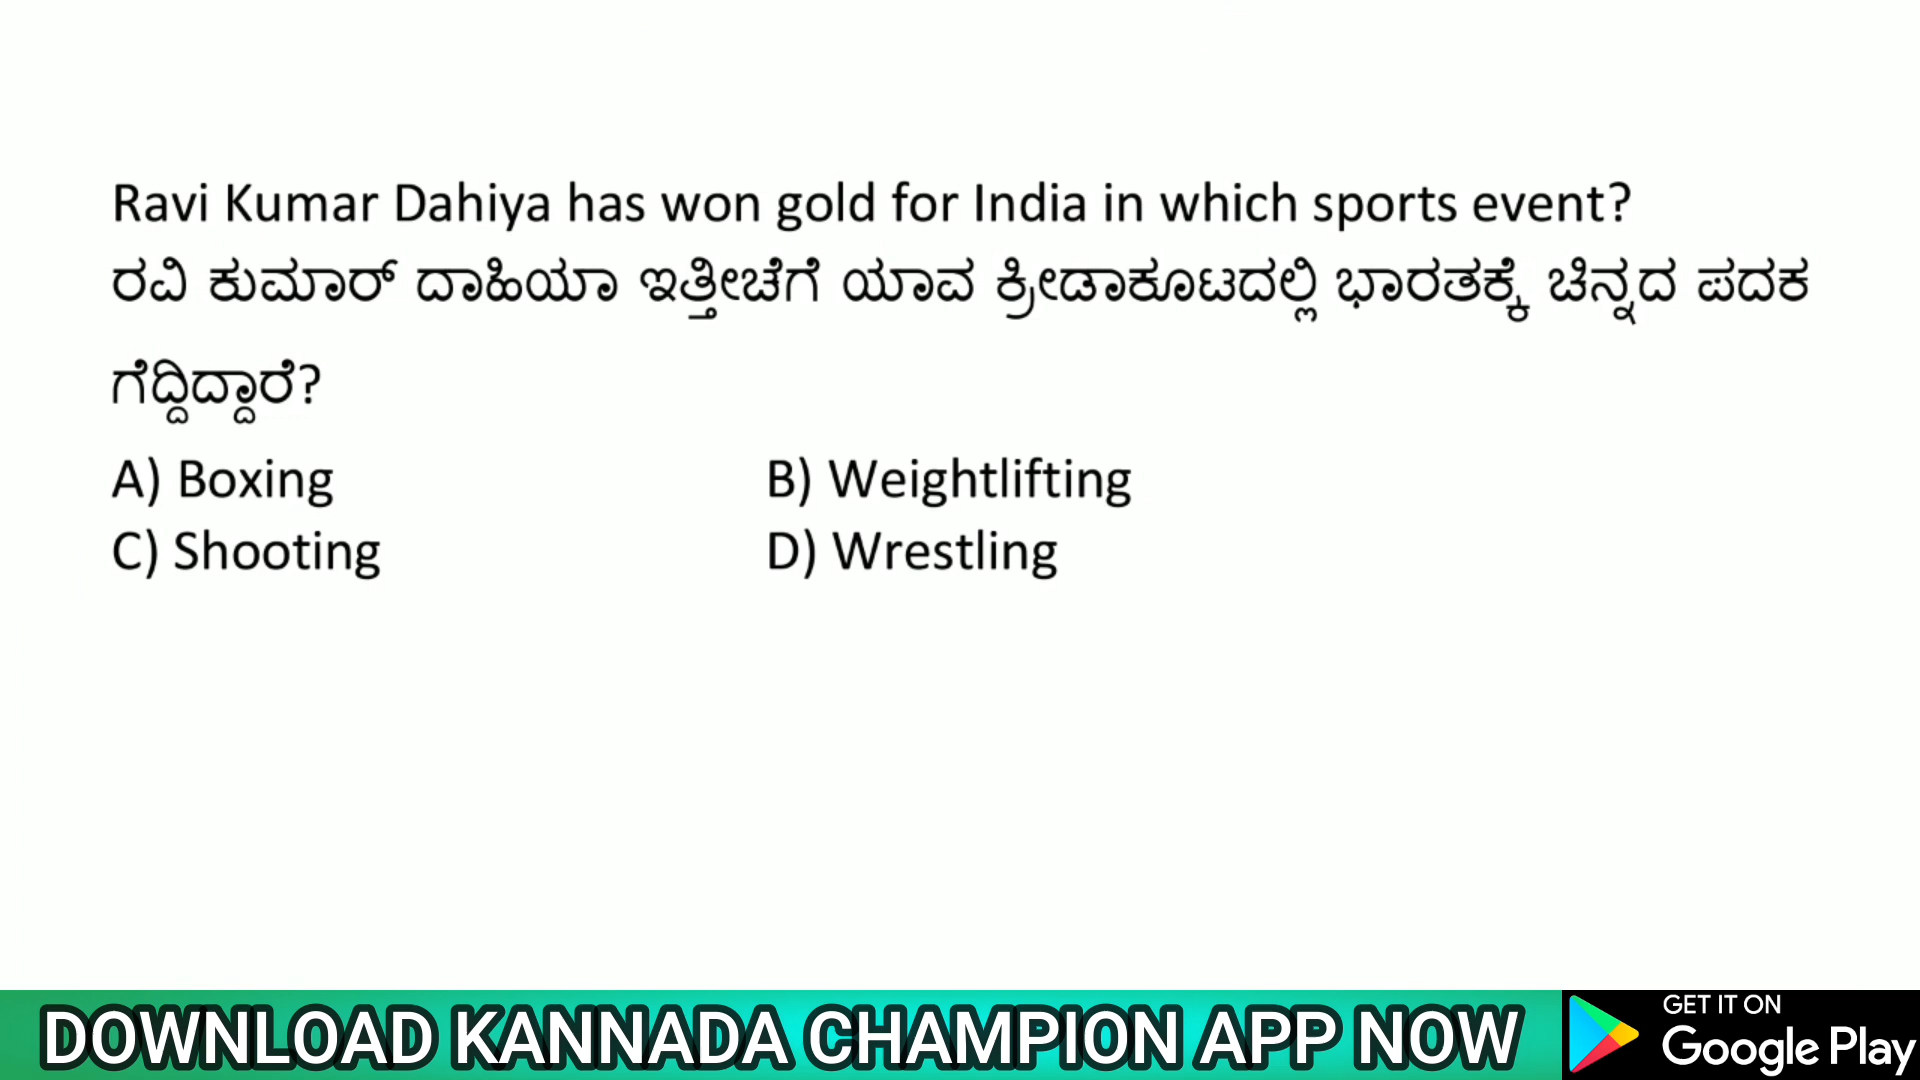 Ravi Kumar Dahiya has won gold for India in which sports event?
ರವಿ ಕುಮಾರ್ ದಾಹಿಯಾ ಇತ್ತೀಚೆಗೆ ಯಾವ ಕ್ರೀಡಾಕೂಟದಲ್ಲಿ ಭಾರತಕ್ಕೆ ಚಿನ್ನದ ಪದಕ
ಗೆದ್ದಿದ್ದಾರೆ?
A) Boxing B) Weightlifting
C) Shooting D) Wrestling
DOWNLOAD KANNADA CHAMPION APP NOW
GET IT ON
Google Play